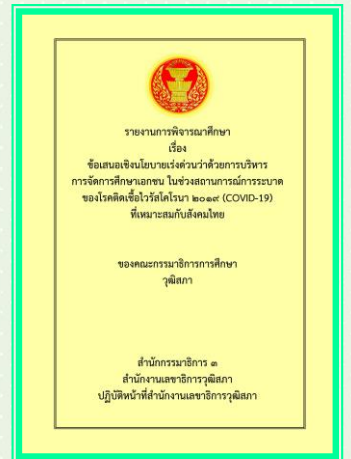 รายงานการพิจารณาศึกษา
เรื่อง
ข้อเสนอเชิงนโยบายเร่งด่วนว่าด้วยการบริหาร
การจัดการศึกษาเอกชน ในช่วงสถานการณ์การระบาด
ของโรคติดเชื้อไวรัสโคโรนา ๒๐๑๙ (COVID-19)
ที่เหมาะสมกับสังคมไทย
ของคณะกรรมาธิการการศึกษา
วุฒิสภา
สำนักกรรมาธิการ ๓
สำนักงานเลขาธิการวุฒิสภา
ปฏิบัติหน้าที่สำนักงานเลขาธิการวุฒิสภา